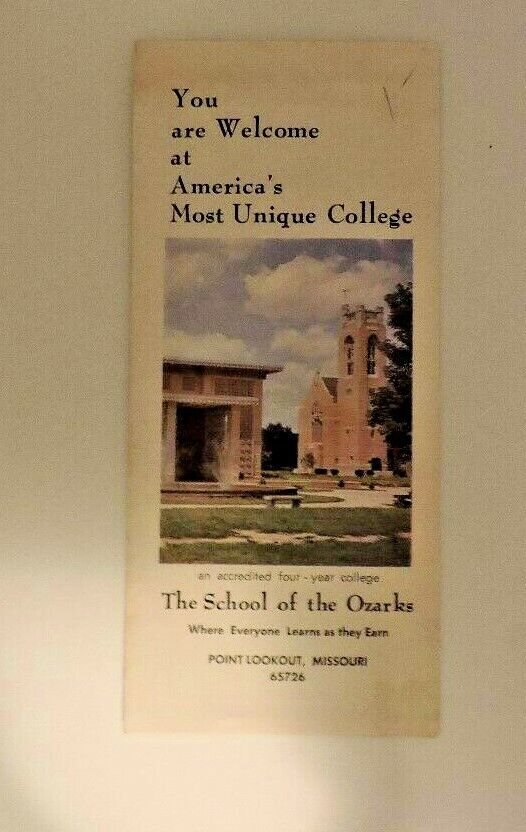 You
are Welcome
at
America's
Most Unique College
an accredited four-year college
The School of the Ozarks
Where Everyone Learns as they Earn
POINT LOOKOUT, MISSOURI
65726